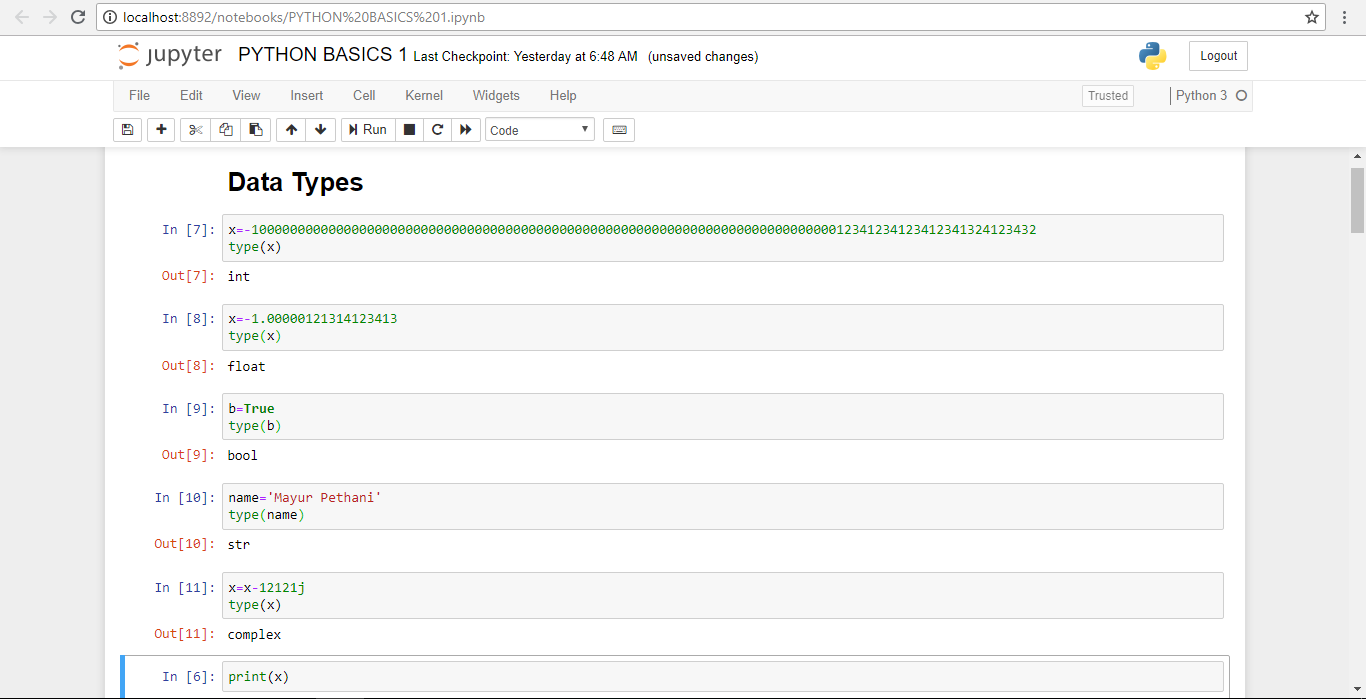 localhost:8892/notebooks/PYTHON%20BASICS%201.ipynb
jupyter PYTHON BASICS 1 Last Checkpoint: Yesterday at 6:48 AM (unsaved changes)
Logout
File Edit View Insert Cell Kernel Widgets Help
Trusted Python 3
Run Code
Data Types
In [7]: x=-100000000000000000000000000000000000000000000000000000000000000000000000000012341234123412341324123432
type(x)
Out[7]: int
In [8]: x=-1.00000121314123413
type(x)
Out[8]: float
In [9]: b=True
type(b)
Out[9]: bool
In [10]: name='Mayur Pethani'
type(name)
Out[10]: str
In [11]: x=x-12121j
type(x)
Out[11]: complex
In [6]: print(x)